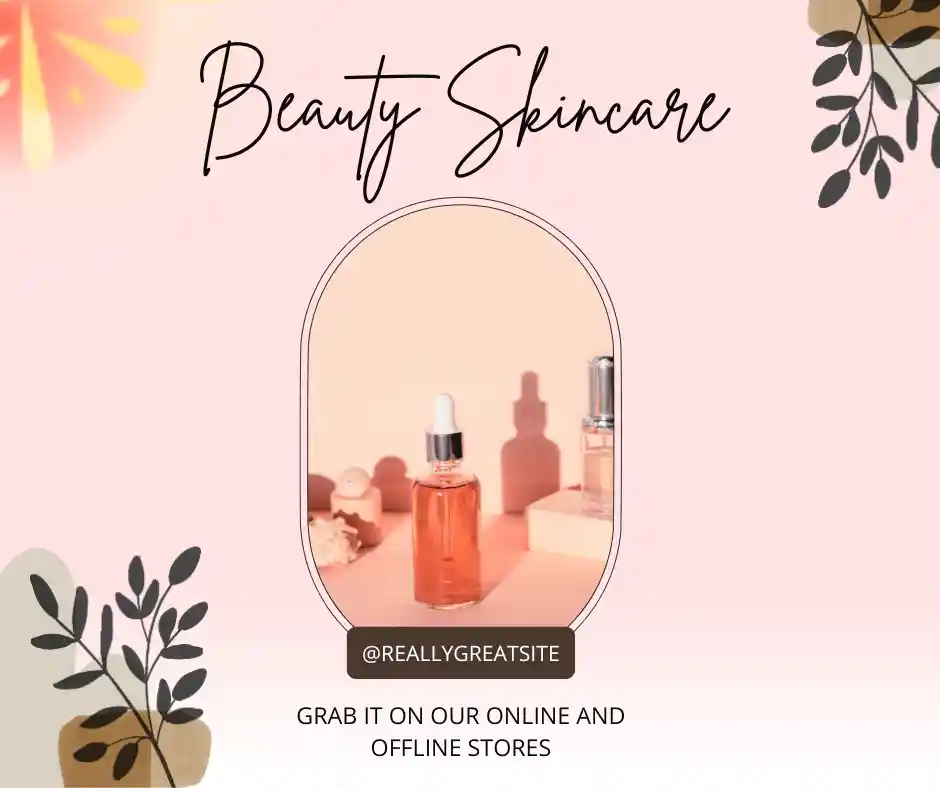 Beauty Skincare
@REALLYGREATSITE
GRAB IT ON OUR ONLINE AND
OFFLINE STORES